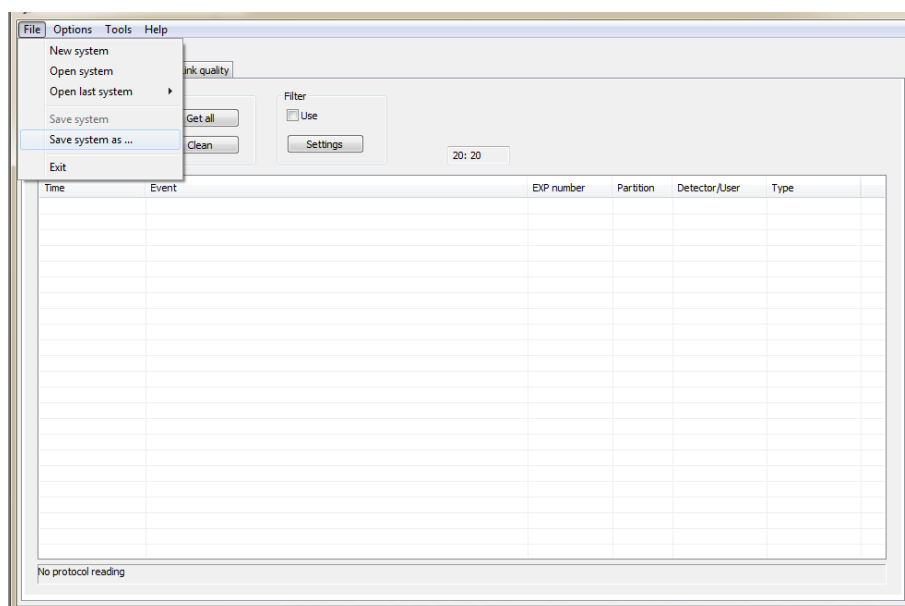 File Options Tools Help
New system
Open system
Open last system
Save system
Save system as ...
Exit
ink quality
Get all
Clean
Filter
Use
Settings
20: 20
Time Event EXP number Partition Detector/User Type
No protocol reading